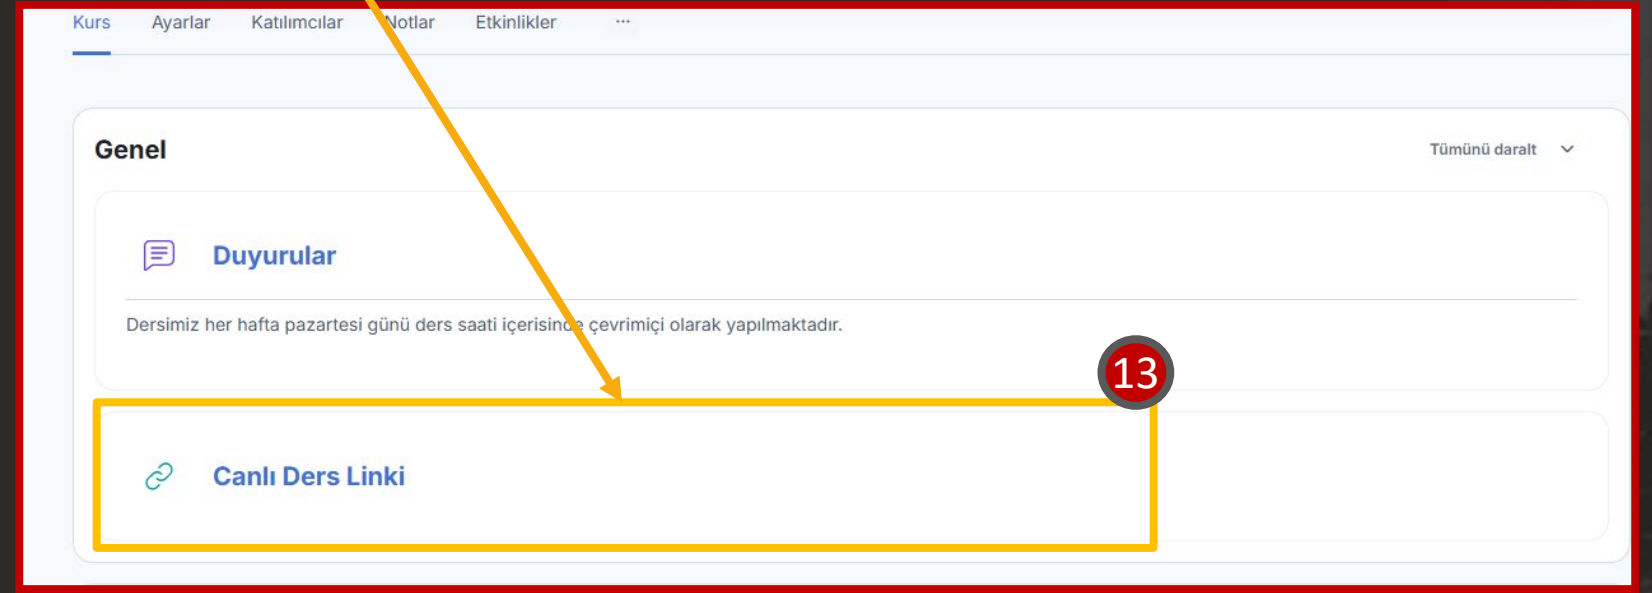 Kurs Ayarlar Katılımcılar Notlar Etkinlikler ...
Genel
Tümünü daralt
Duyurular
Dersimiz her hafta pazartesi günü ders saati içerisinde çevrimiçi olarak yapılmaktadır.
13
Canlı Ders Linki